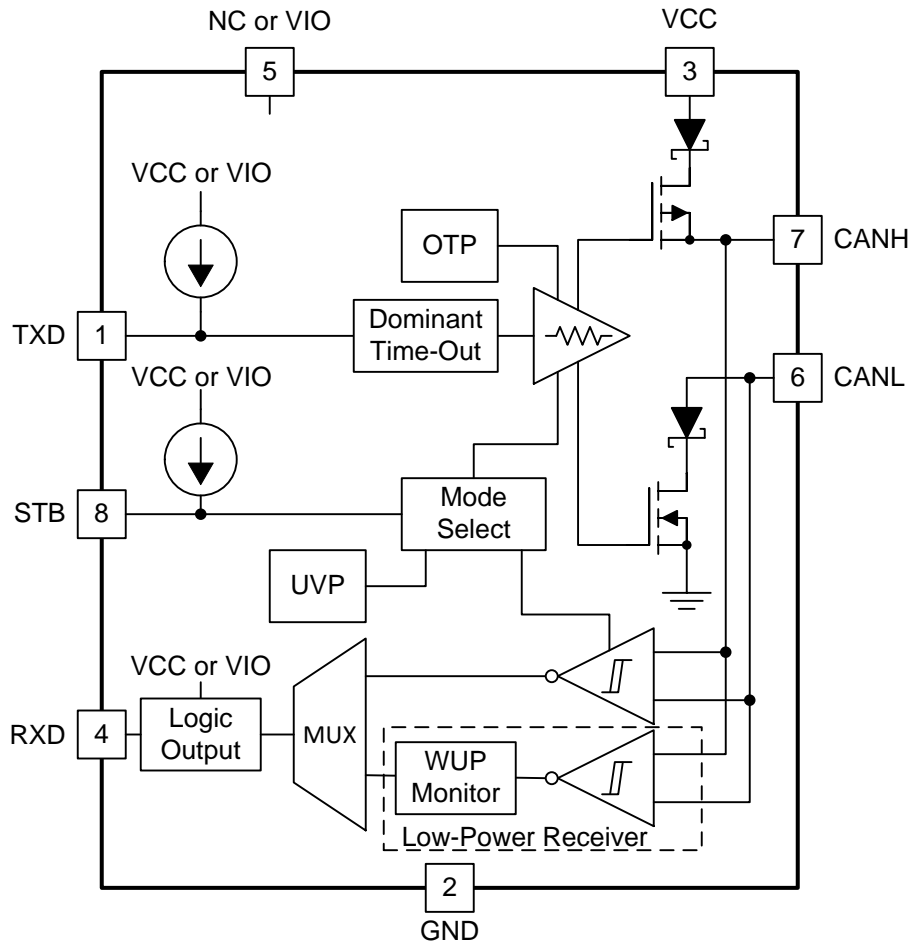 NC or VIO
VCC
5
3
VCC or VIO
OTP
7
CANH
TXD
1
Dominant
Time-Out
VCC or VIO
6
CANL
STB
8
Mode
Select
UVP
VCC or VIO
RXD
4
Logic
Output
MUX
WUP
Monitor
Low-Power Receiver
2
GND